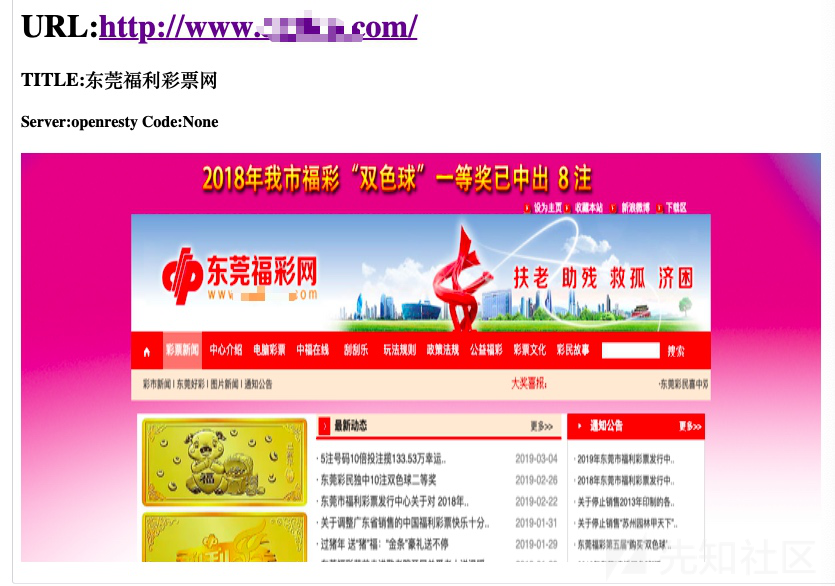 URL:http://www. com/
TITLE:东莞福利彩票网
Server:openresty Code:None
2018年我市福彩“双色球”一等奖已中出 8 注
设为主页 收藏本站 新浪微博 下载区
东莞福彩网
www. om
扶老 助残 救孤 济困
彩票新闻 中心介绍 电脑彩票 中福在线 刮刮乐 玩法规则 政策法规 公益福彩 彩票文化 彩民故事 搜索
彩市新闻 | 东莞好彩 | 图片新闻 | 通知公告 大奖喜报: ·东莞彩民喜中双
最新动态 更多>>
·5注号码10倍投注揽133.53万幸运.. 2019-03-04
·东莞彩民独中10注双色球二等奖 2019-02-26
·东莞市福利彩票发行中心关于对 2018年.. 2019-02-22
·关于调整广东省销售的中国福利彩票快乐十分.. 2019-01-31
·过猪年 送“猪”福：“金条”豪礼送不停 2019-01-29
通知公告 更多>>
·2019年东莞市福利彩票发行中..
·2018年东莞市福利彩票发行中..
·关于停止销售2013年印制的各..
·关于停止销售“苏州园林甲天下”..
·东莞福彩第五届“购买‘双色球’..
福
先知社区